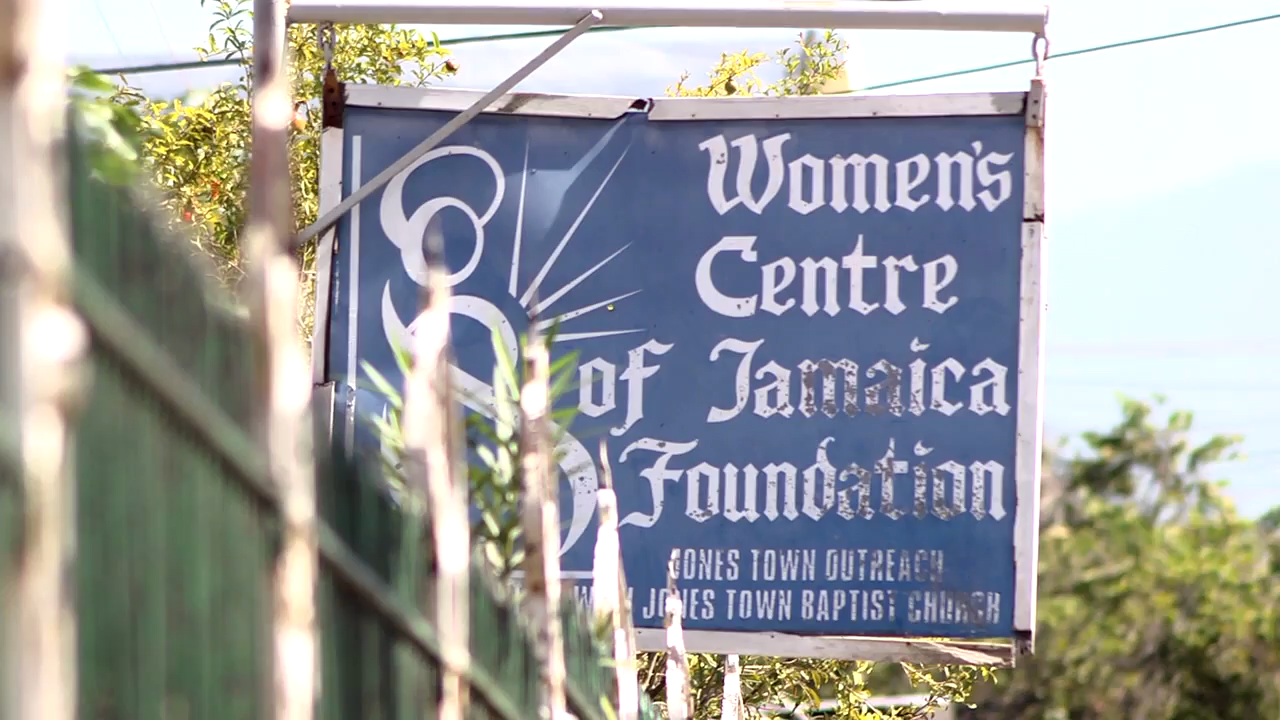 Women's
Centre
of Jamaica
Foundation
JONES TOWN OUTREACH
JONES TOWN BAPTIST CHURCH